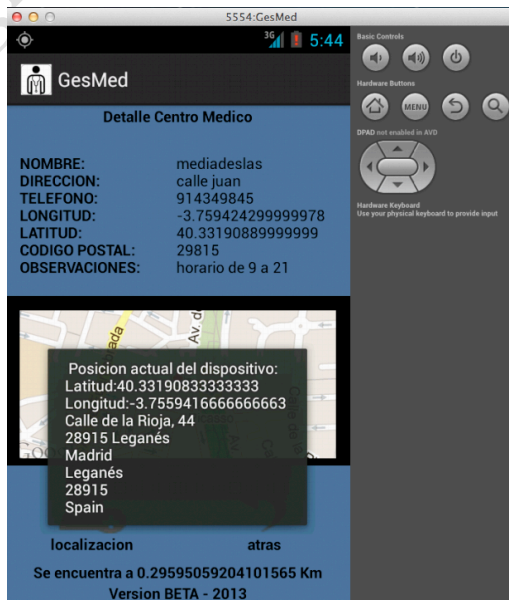 5554:GesMed
3G 5:44
GesMed
Detalle Centro Medico
NOMBRE: mediadeslas
DIRECCION: calle juan
TELEFONO: 914349845
LONGITUD: -3.759424299999978
LATITUD: 40.33190889999999
CODIGO POSTAL: 29815
OBSERVACIONES: horario de 9 a 21
Av. de
Posicion actual del dispositivo:
Latitud:40.33190833333333
Longitud:-3.7559416666666663
Calle de la Rioja, 44
28915 Leganés
Madrid
Leganés
28915
Spain
localizacion atras
Se encuentra a 0.29595059204101565 Km
Version BETA - 2013
Basic Controls
Hardware Buttons
MENU
DPAD not enabled in AVD
Hardware Keyboard
Use your physical keyboard to provide input